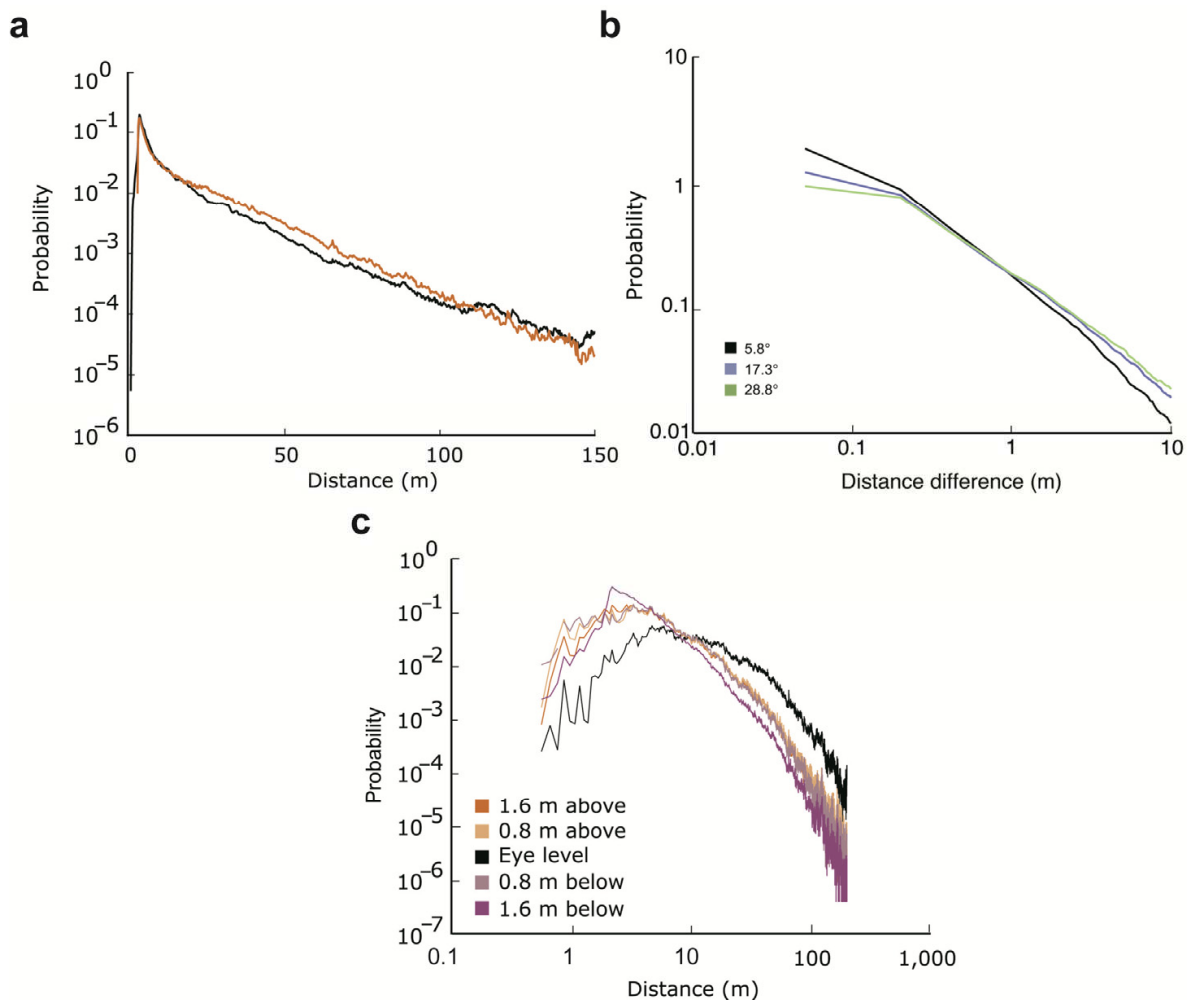 a
10⁰
10⁻¹
10⁻²
10⁻³
10⁻⁴
10⁻⁵
10⁻⁶
Probability
0
50
100
150
Distance (m)
b
10
1
0.1
0.01
Probability
5.8°
17.3°
28.8°
0.01
0.1
1
10
Distance difference (m)
c
10⁰
10⁻¹
10⁻²
10⁻³
10⁻⁴
10⁻⁵
10⁻⁶
10⁻⁷
Probability
1.6 m above
0.8 m above
Eye level
0.8 m below
1.6 m below
0.1
1
10
100
1,000
Distance (m)